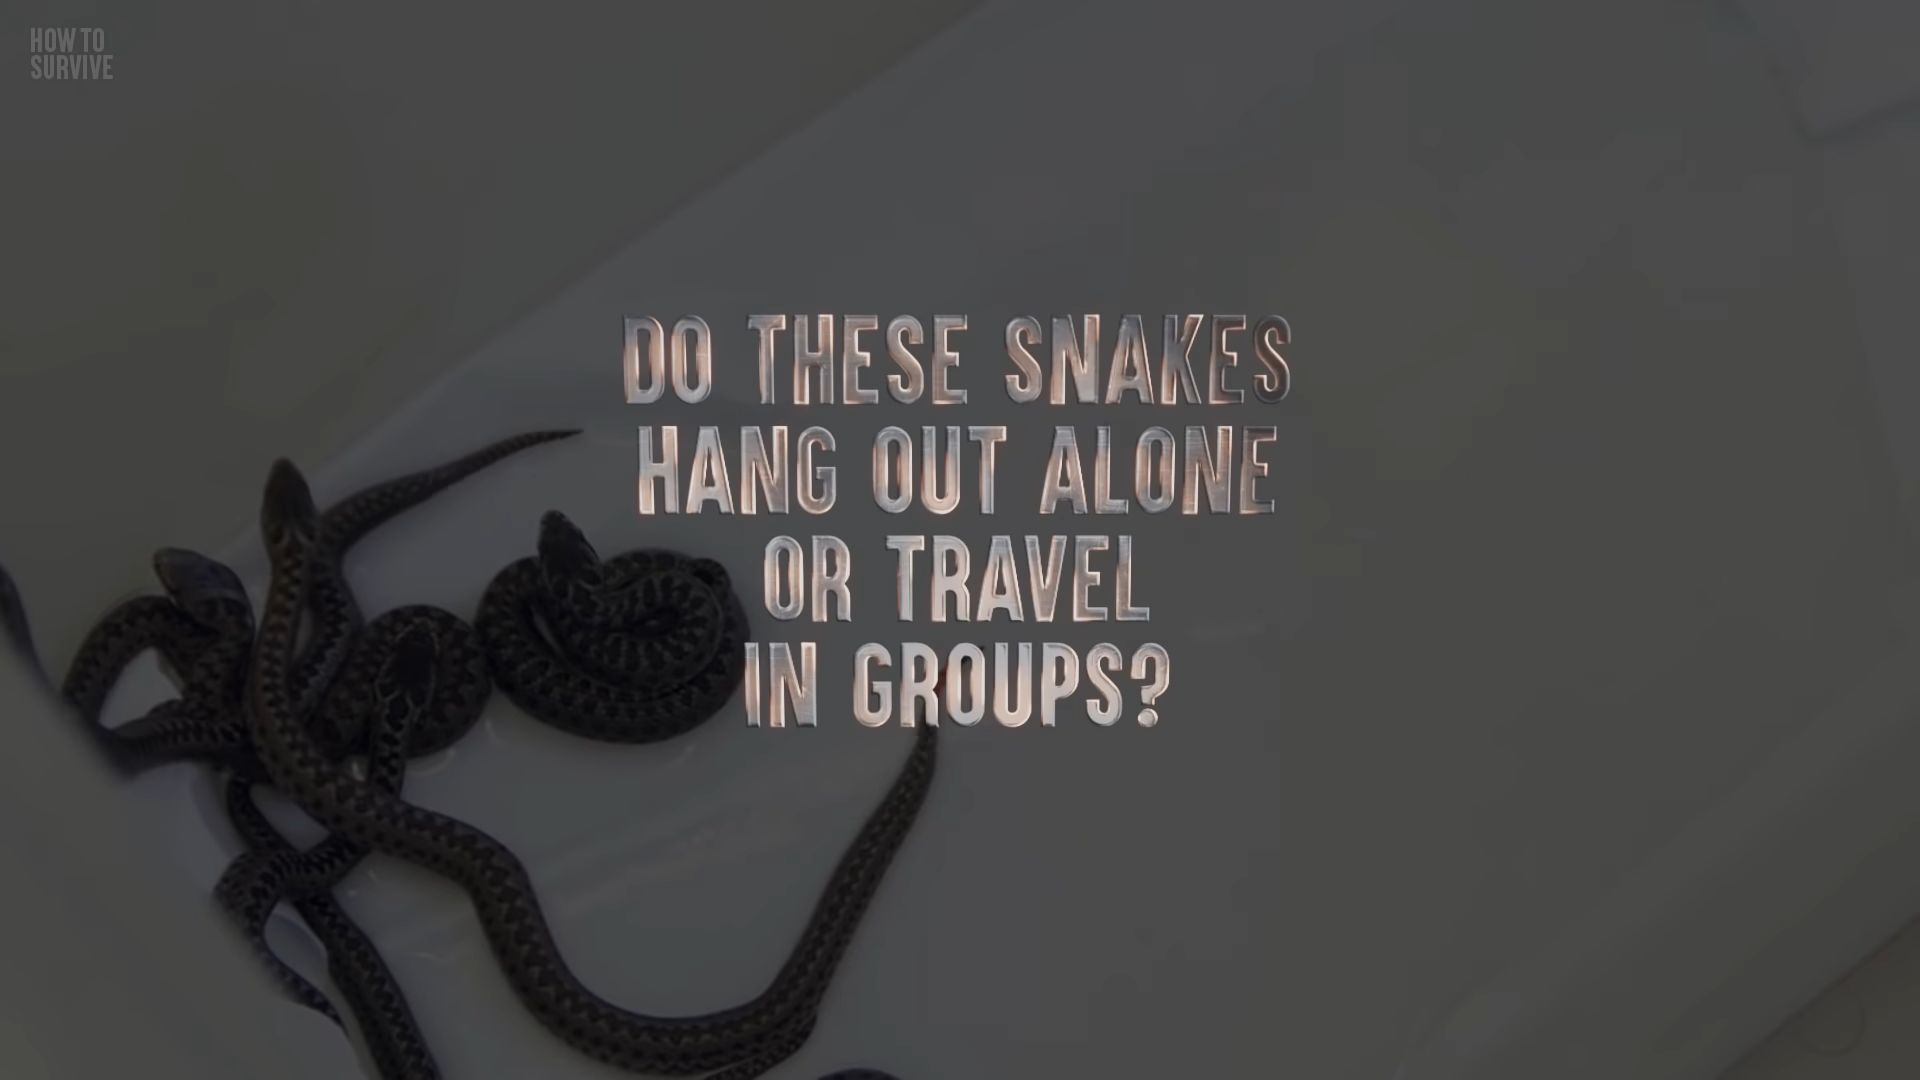 HOW TO
SURVIVE
DO THESE SNAKES
HANG OUT ALONE
OR TRAVEL
IN GROUPS?